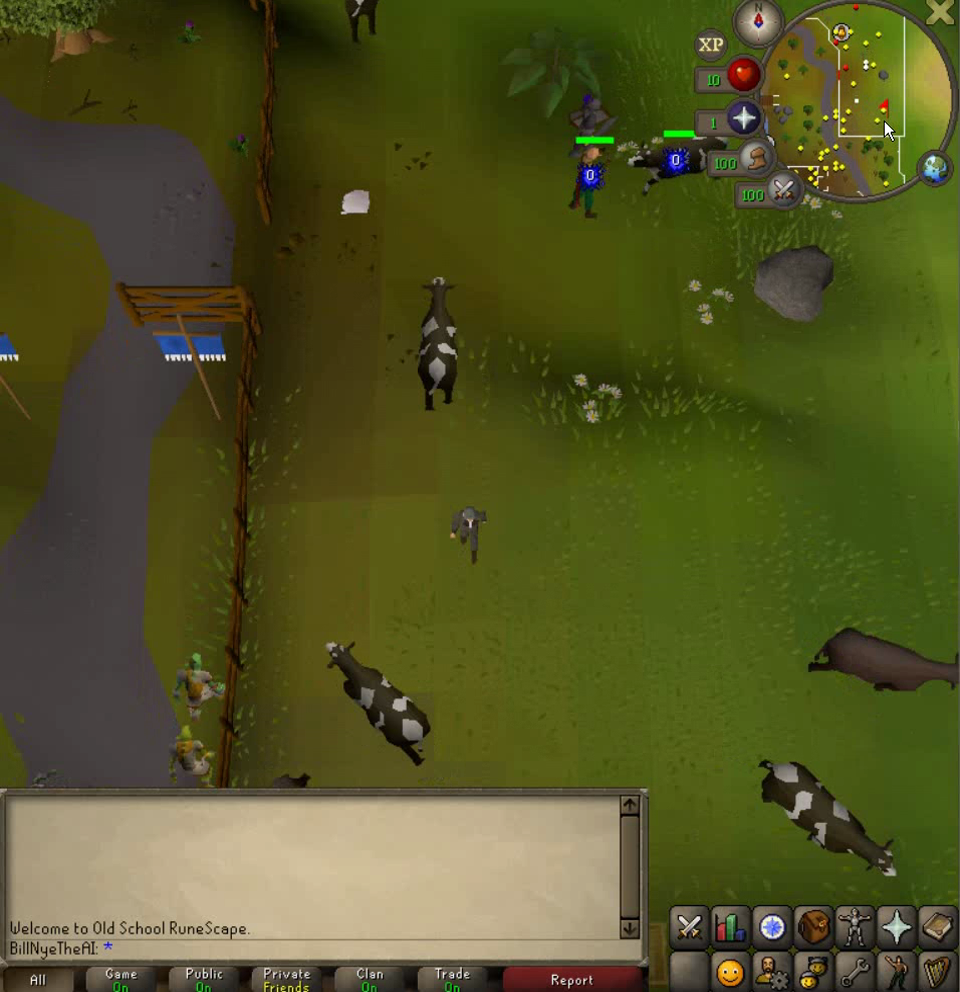 N
XP
10
1
100
100
0
0
Welcome to Old School RuneScape.
BillNyeTheAI: *
All
Game
On
Public
On
Private
Friends
Clan
On
Trade
On
Report